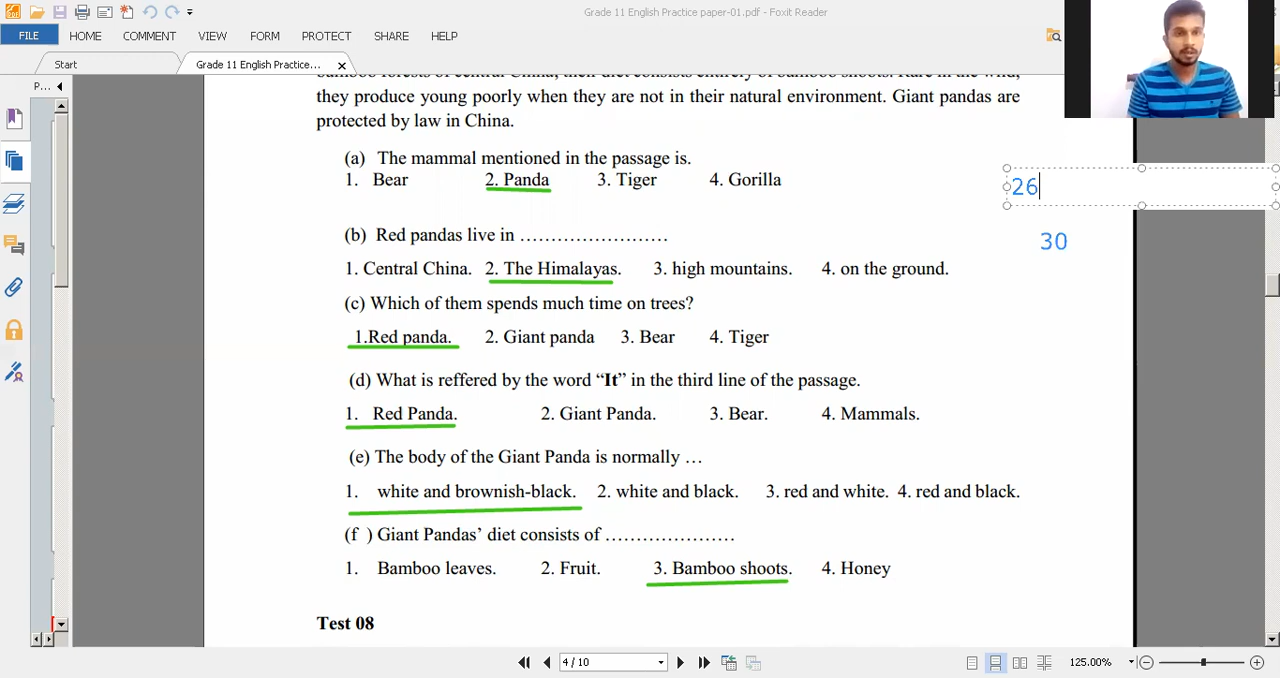 Grade 11 English Practice paper-01.pdf - Foxit Reader
FILE HOME COMMENT VIEW FORM PROTECT SHARE HELP
Start Grade 11 English Practice...
P...
they produce young poorly when they are not in their natural environment. Giant pandas are
protected by law in China.
(a) The mammal mentioned in the passage is.
1. Bear 2. Panda 3. Tiger 4. Gorilla
26
(b) Red pandas live in ……………………
30
1. Central China. 2. The Himalayas. 3. high mountains. 4. on the ground.
(c) Which of them spends much time on trees?
1.Red panda. 2. Giant panda 3. Bear 4. Tiger
(d) What is reffered by the word “It” in the third line of the passage.
1. Red Panda. 2. Giant Panda. 3. Bear. 4. Mammals.
(e) The body of the Giant Panda is normally …
1. white and brownish-black. 2. white and black. 3. red and white. 4. red and black.
(f ) Giant Pandas’ diet consists of …………………
1. Bamboo leaves. 2. Fruit. 3. Bamboo shoots. 4. Honey
Test 08
4 / 10
125.00%